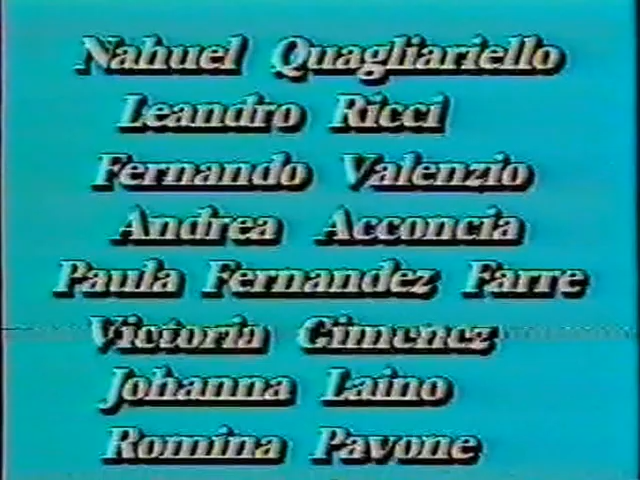 Nahuel Quagliariello
Leandro Ricci
Fernando Valenzio
Andrea Acconcia
Paula Fernandez Farre
Victoria Gimenez
Johanna Laino
Romina Pavone